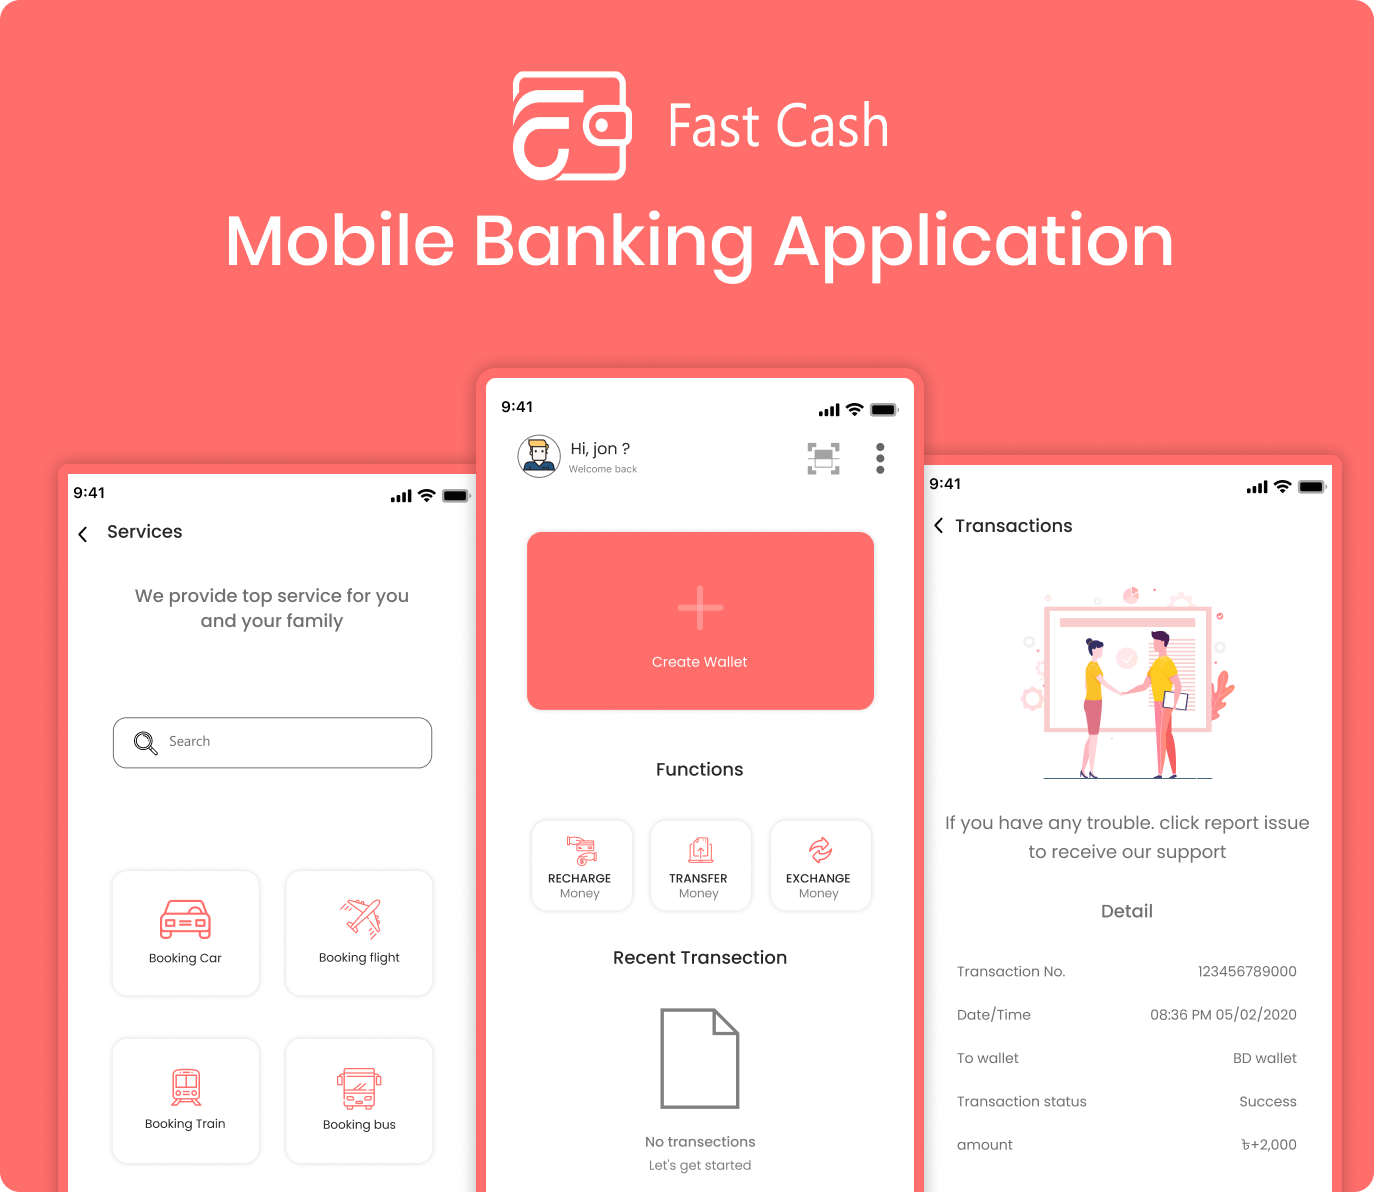 Fast Cash
Mobile Banking Application
9:41
Services
We provide top service for you
and your family
Search
Booking Car
Booking flight
Booking Train
Booking bus
9:41
Hi, jon ?
Welcome back
Create Wallet
Functions
RECHARGE
Money
TRANSFER
Money
EXCHANGE
Money
Recent Transection
No transections
Let's get started
9:41
Transactions
If you have any trouble. click report issue
to receive our support
Detail
Transaction No. 123456789000
Date/Time 08:36 PM 05/02/2020
To wallet BD wallet
Transaction status Success
amount ৳+2,000